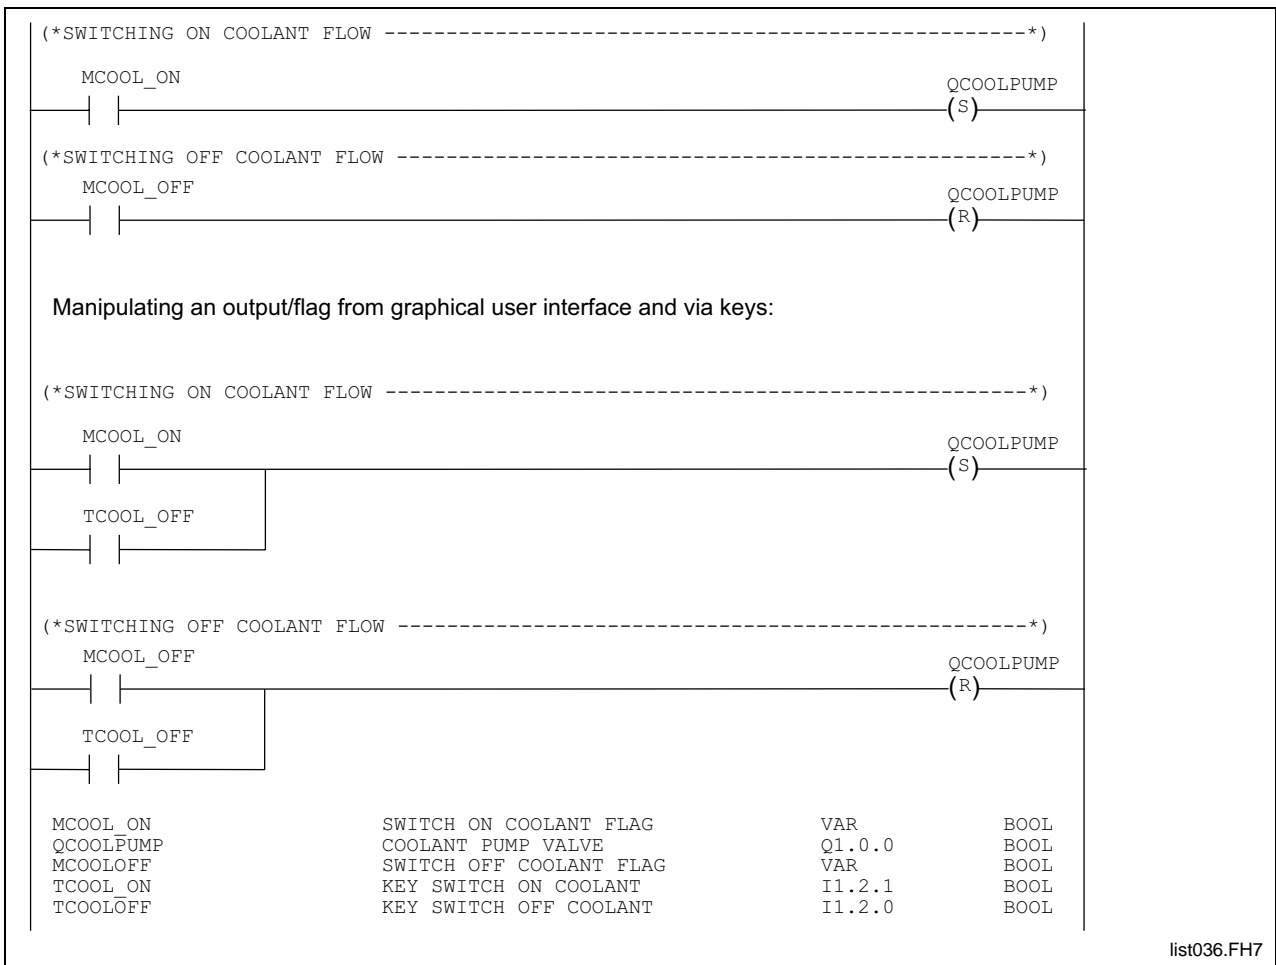 (*SWITCHING ON COOLANT FLOW ----------------------------------------------------*)
MCOOL_ON
QCOOLPUMP
(S)
(*SWITCHING OFF COOLANT FLOW ---------------------------------------------------*)
MCOOL_OFF
QCOOLPUMP
(R)
Manipulating an output/flag from graphical user interface and via keys:
(*SWITCHING ON COOLANT FLOW ----------------------------------------------------*)
MCOOL_ON
QCOOLPUMP
(S)
TCOOL_OFF
(*SWITCHING OFF COOLANT FLOW ---------------------------------------------------*)
MCOOL_OFF
QCOOLPUMP
(R)
TCOOL_OFF
MCOOL_ON SWITCH ON COOLANT FLAG VAR BOOL
QCOOLPUMP COOLANT PUMP VALVE Q1.0.0 BOOL
MCOOLOFF SWITCH OFF COOLANT FLAG VAR BOOL
TCOOL_ON KEY SWITCH ON COOLANT I1.2.1 BOOL
TCOOLOFF KEY SWITCH OFF COOLANT I1.2.0 BOOL
list036.FH7